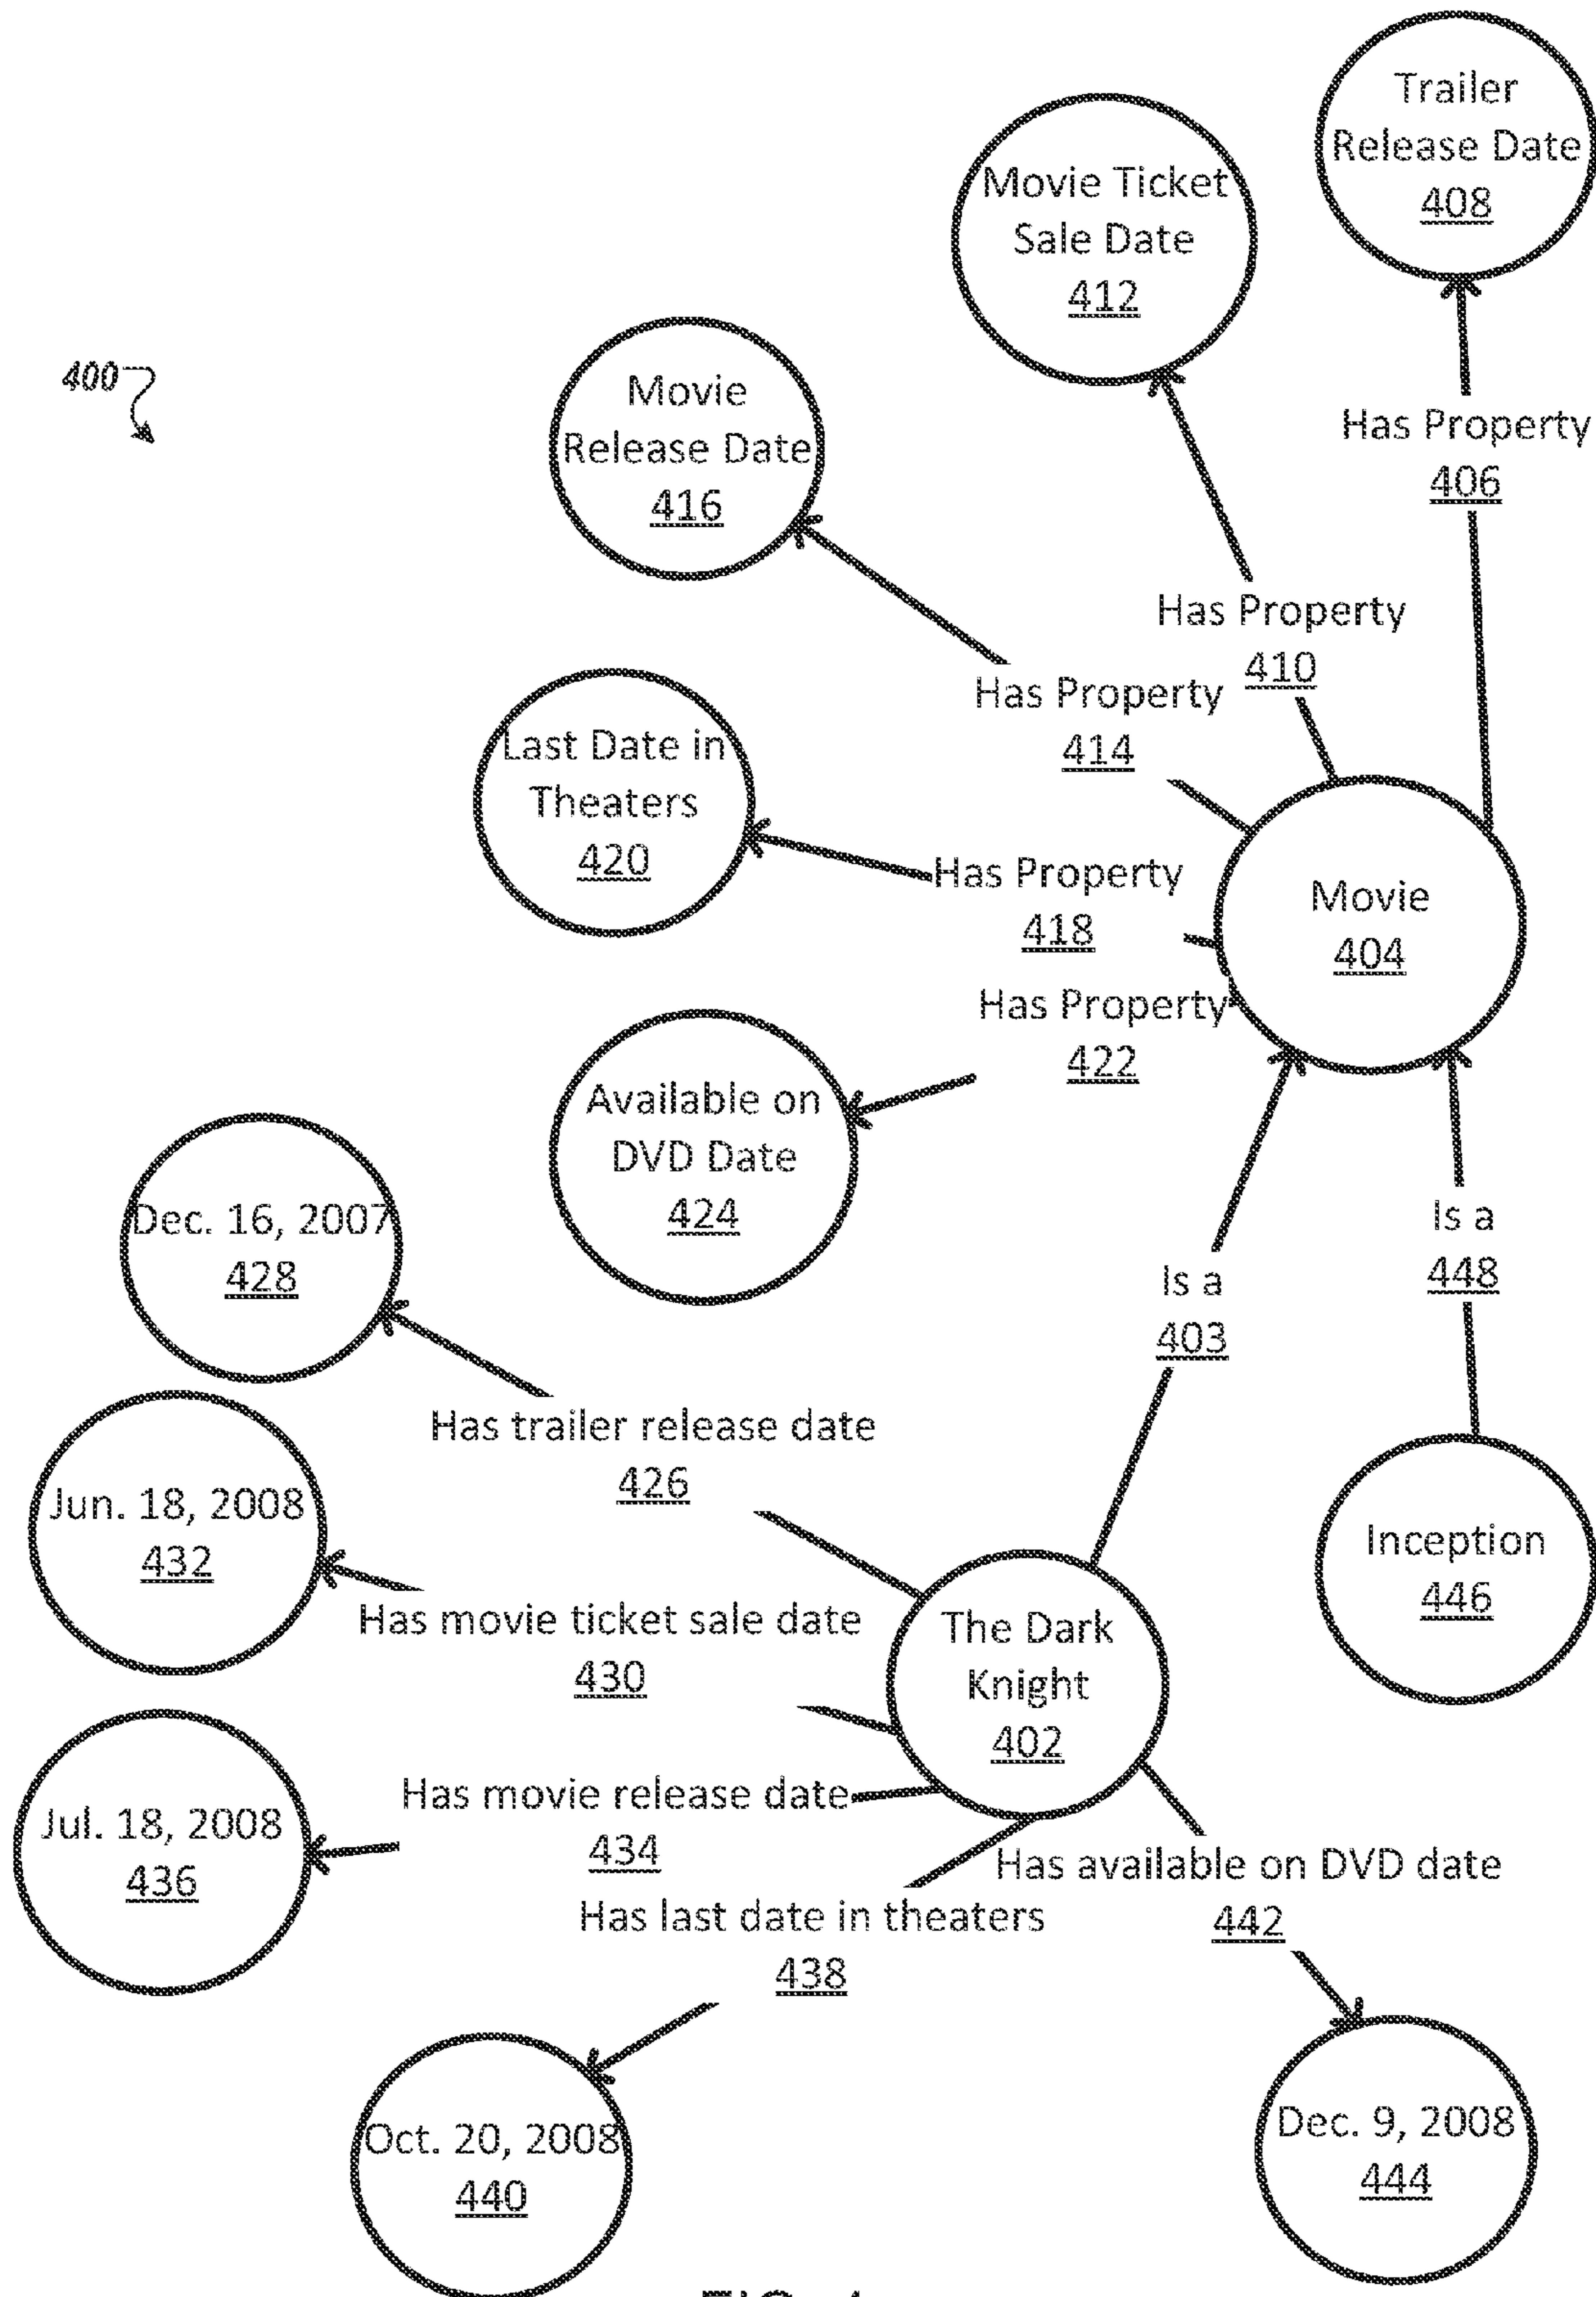 Trailer
Release Date
408
Movie Ticket
Sale Date
412
400
Movie
Release Date
416
Has Property
406
Has Property
410
Has Property
414
Last Date in
Theaters
420
Has Property
418
Movie
404
Has Property
422
Available on
DVD Date
424
Dec. 16, 2007
428
Is a
448
Is a
403
Has trailer release date
426
Jun. 18, 2008
432
Inception
446
Has movie ticket sale date
430
The Dark
Knight
402
Has movie release date
434
Jul. 18, 2008
436
Has available on DVD date
442
Has last date in theaters
438
Oct. 20, 2008
440
Dec. 9, 2008
444